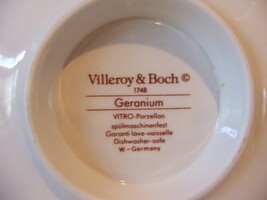 Villeroy & Boch ©
1748
Geranium
VITRO-Porzellan
spülmaschinenfest
Garanti lave-vaisselle
Dishwasher-safe
W.-Germany